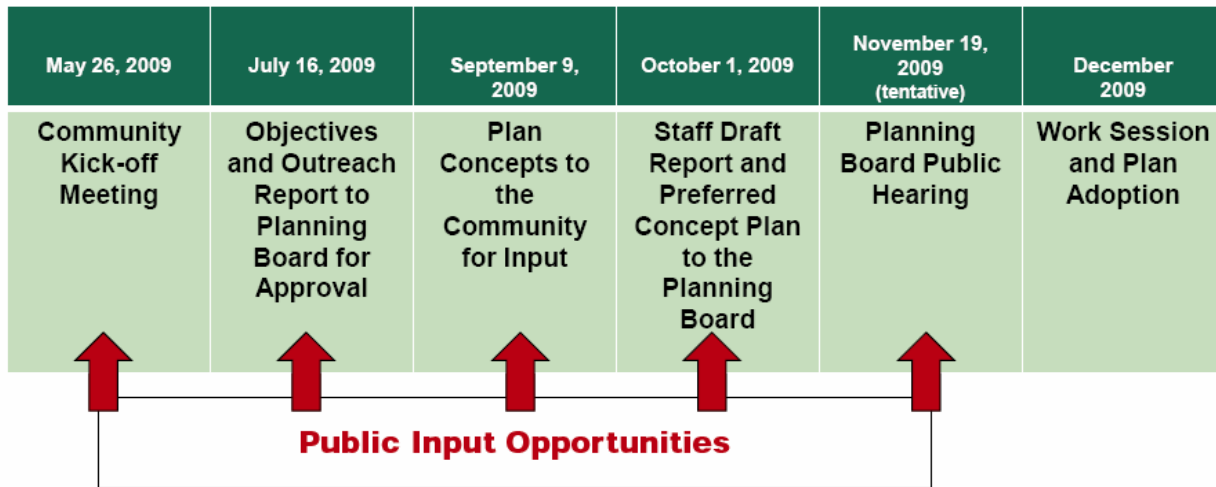 May 26, 2009
July 16, 2009
September 9,
2009
October 1, 2009
November 19,
2009
(tentative)
December
2009
Community
Kick-off
Meeting
Objectives
and Outreach
Report to
Planning
Board for
Approval
Plan
Concepts to
the
Community
for Input
Staff Draft
Report and
Preferred
Concept Plan
to the
Planning
Board
Planning
Board Public
Hearing
Work Session
and Plan
Adoption
Public Input Opportunities